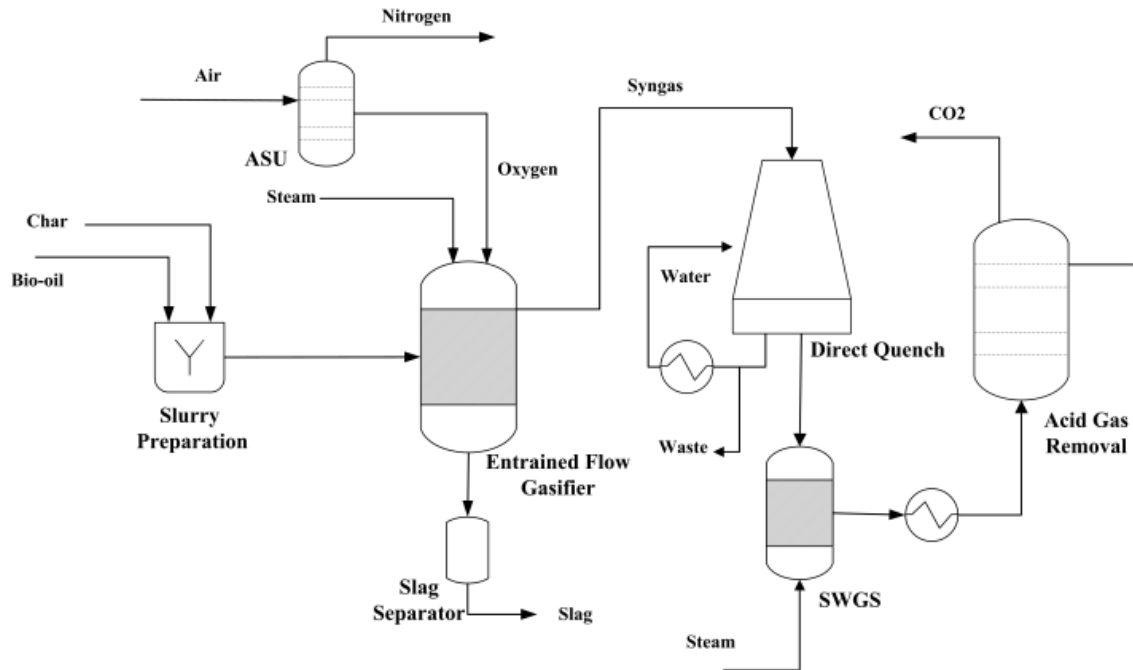 Nitrogen
Air
Syngas
CO2
ASU
Oxygen
Steam
Char
Bio-oil
Water
Direct Quench
Slurry
Preparation
Acid Gas
Removal
Waste
Entrained Flow
Gasifier
Slag
Separator
Slag
SWGS
Steam